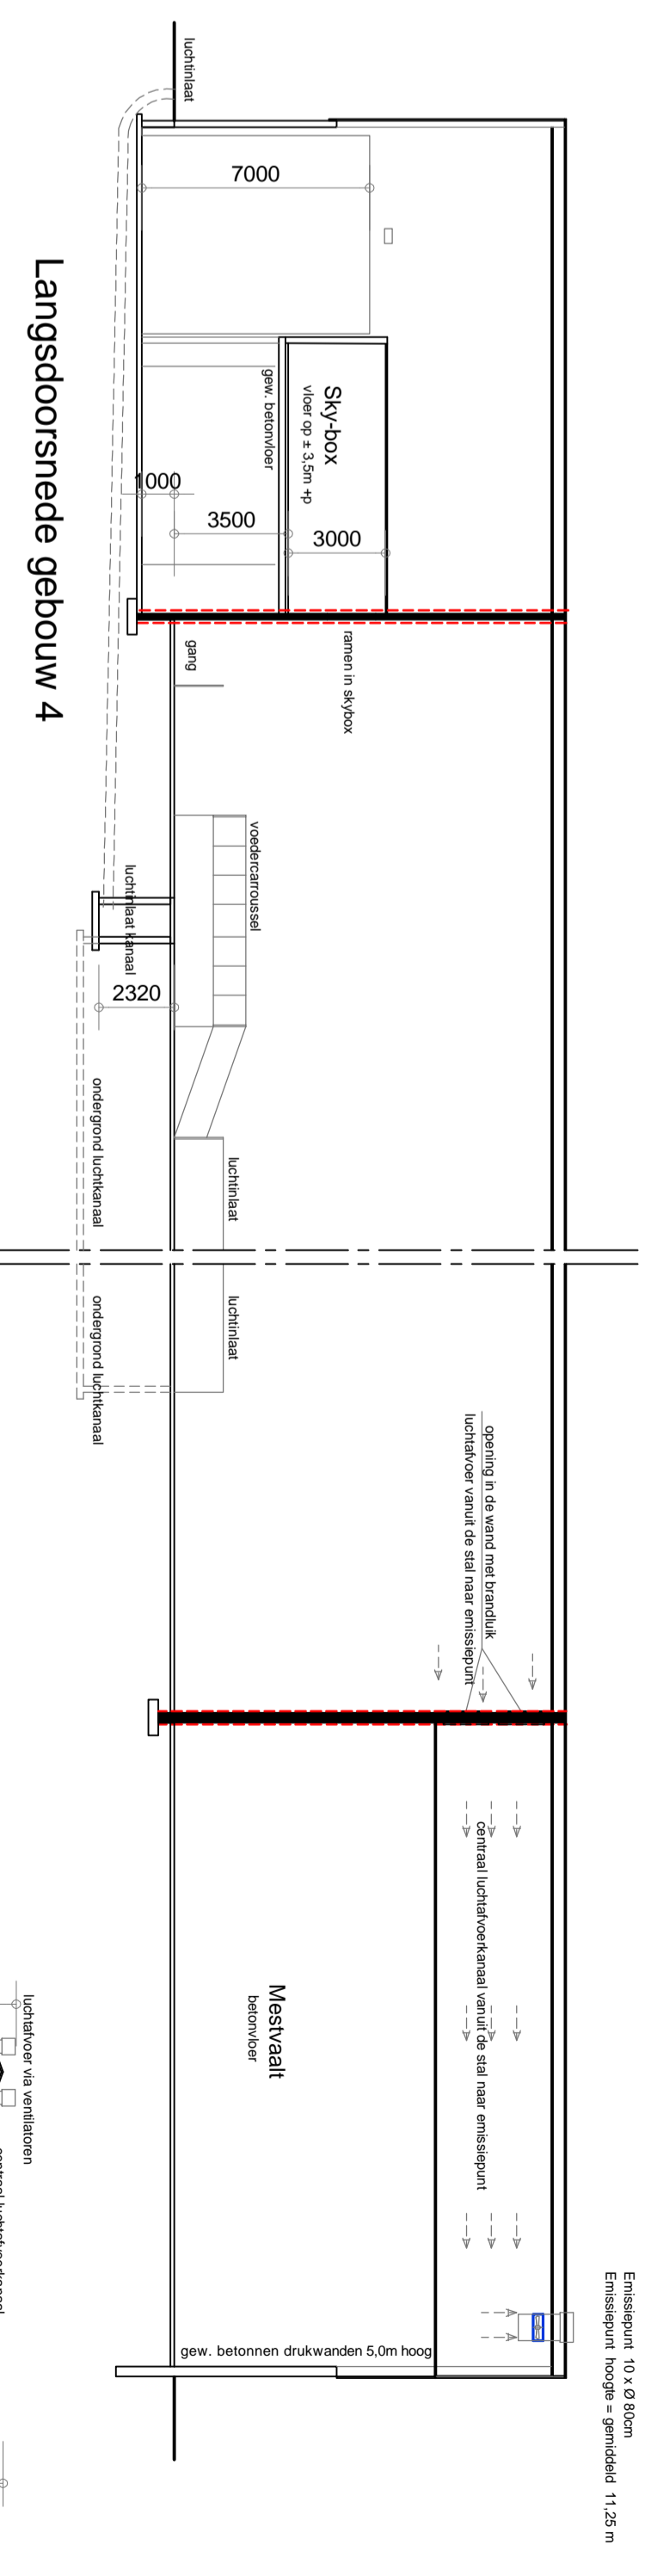 Emissiepunt 10 x Ø 80cm
Emissiepunt hoogte = gemiddeld 11,25 m
luchtinlaat
7000
Sky-box
vloer op ± 3,5m +p
gew. betonvloer
1000
3500
3000
gang
ramen in skybox
voedercarroussel
luchtinlaat kanaal
2320
ondergrond luchtkanaal
luchtinlaat
luchtinlaat
ondergrond luchtkanaal
opening in de wand met brandluik
luchtafvoer vanuit de stal naar emissiepunt
centraal luchtafvoerkanaal vanuit de stal naar emissiepunt
Mestvaalt
betonvloer
gew. betonnen drukwanden 5,0m hoog
Langsdoorsnede gebouw 4
luchtafvoer via ventilatoren